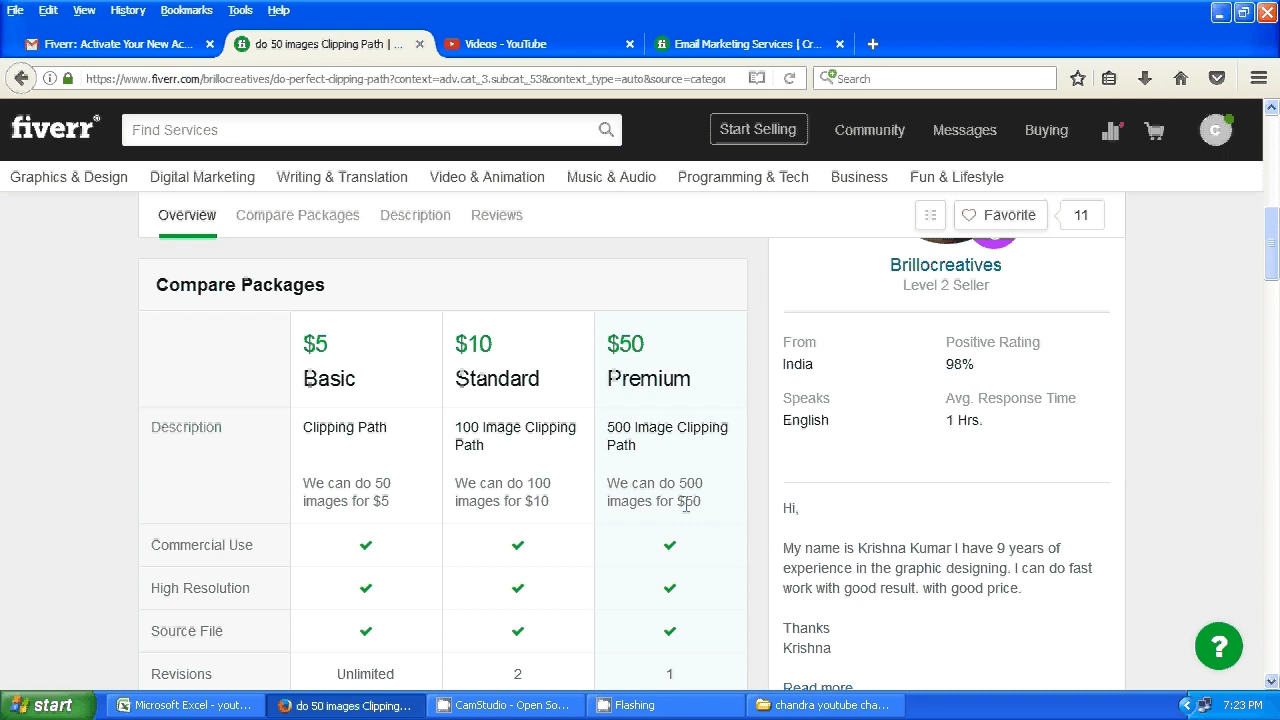 File Edit View History Bookmarks Tools Help
Fiverr: Activate Your New Ac... × do 50 images Clipping Path | ... × Videos - YouTube × Email Marketing Services | Cr... × +
https://www.fiverr.com/brillocreatives/do-perfect-clipping-path?context=adv.cat_3.subcat_53&context_type=auto&source=categor Search
fiverr® Find Services Start Selling Community Messages Buying C
Graphics & Design Digital Marketing Writing & Translation Video & Animation Music & Audio Programming & Tech Business Fun & Lifestyle
Overview Compare Packages Description Reviews Favorite 11
Compare Packages
$5 $10 $50
Basic Standard Premium
Description Clipping Path 100 Image Clipping 500 Image Clipping
Path Path
We can do 50 We can do 100 We can do 500
images for $5 images for $10 images for $50
Commercial Use
High Resolution
Source File
Revisions Unlimited 2 1
Brillocreatives
Level 2 Seller
From Positive Rating
India 98%
Speaks Avg. Response Time
English 1 Hrs.
Hi,
My name is Krishna Kumar I have 9 years of
experience in the graphic designing. I can do fast
work with good result. with good price.
Thanks
Krishna
Read more
?
start Microsoft Excel - yout... do 50 images Clipping... CamStudio - Open So... Flashing chandra youtube cha... 7:23 PM